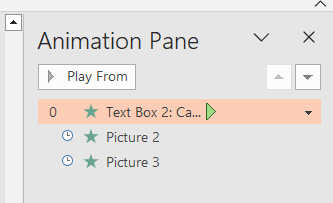 Animation Pane
Play From
0 Text Box 2: Ca...
Picture 2
Picture 3